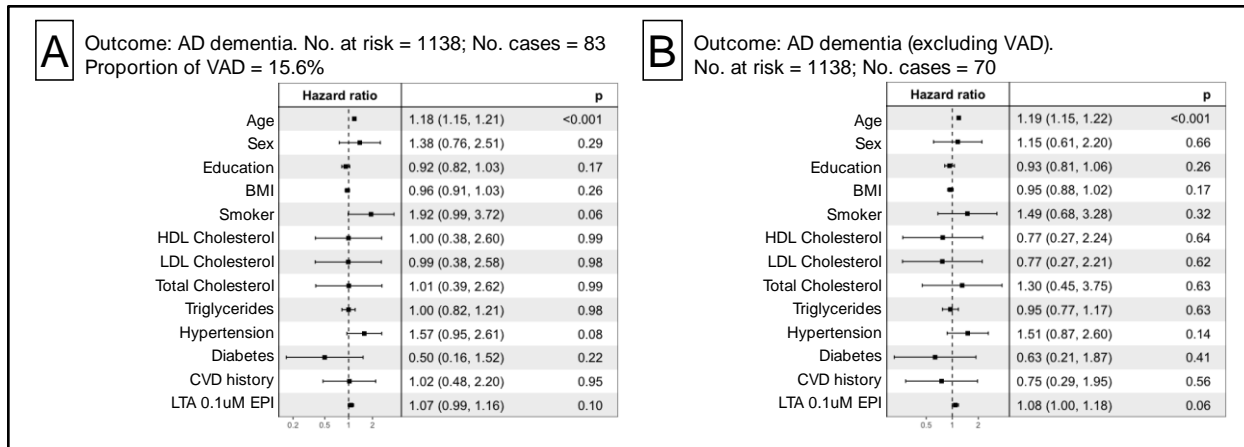 A
Outcome: AD dementia. No. at risk = 1138; No. cases = 83
Proportion of VAD = 15.6%
Hazard ratio p
Age 1.18 (1.15, 1.21) <0.001
Sex 1.38 (0.76, 2.51) 0.29
Education 0.92 (0.82, 1.03) 0.17
BMI 0.96 (0.91, 1.03) 0.26
Smoker 1.92 (0.99, 3.72) 0.06
HDL Cholesterol 1.00 (0.38, 2.60) 0.99
LDL Cholesterol 0.99 (0.38, 2.58) 0.98
Total Cholesterol 1.01 (0.39, 2.62) 0.99
Triglycerides 1.00 (0.82, 1.21) 0.98
Hypertension 1.57 (0.95, 2.61) 0.08
Diabetes 0.50 (0.16, 1.52) 0.22
CVD history 1.02 (0.48, 2.20) 0.95
LTA 0.1uM EPI 1.07 (0.99, 1.16) 0.10
0.2 0.5 1 2
B
Outcome: AD dementia (excluding VAD).
No. at risk = 1138; No. cases = 70
Hazard ratio p
Age 1.19 (1.15, 1.22) <0.001
Sex 1.15 (0.61, 2.20) 0.66
Education 0.93 (0.81, 1.06) 0.26
BMI 0.95 (0.88, 1.02) 0.17
Smoker 1.49 (0.68, 3.28) 0.32
HDL Cholesterol 0.77 (0.27, 2.24) 0.64
LDL Cholesterol 0.77 (0.27, 2.21) 0.62
Total Cholesterol 1.30 (0.45, 3.75) 0.63
Triglycerides 0.95 (0.77, 1.17) 0.63
Hypertension 1.51 (0.87, 2.60) 0.14
Diabetes 0.63 (0.21, 1.87) 0.41
CVD history 0.75 (0.29, 1.95) 0.56
LTA 0.1uM EPI 1.08 (1.00, 1.18) 0.06
0.5 1 2